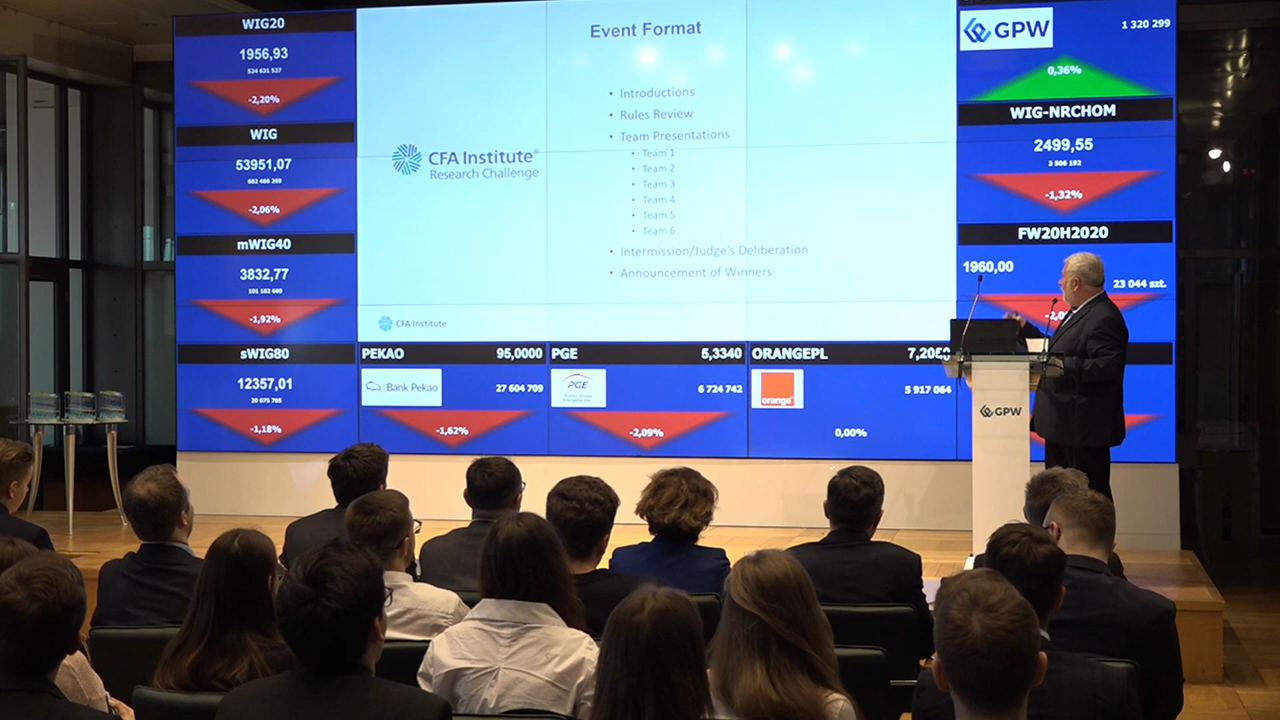 WIG20
1956,93
524 631 527
-2,20%
WIG
53951,07
682 466 289
-2,06%
mWIG40
3832,77
101 182 669
-1,92%
sWIG80
12357,01
20 875 705
-1,18%
Event Format
• Introductions
• Rules Review
• Team Presentations
• Team 1
• Team 2
• Team 3
• Team 4
• Team 5
• Team 6
• Intermission/Judge's Deliberation
• Announcement of Winners
CFA Institute®
Research Challenge
CFA Institute
PEKAO 95,0000
Bank Pekao
27 604 709
-1,62%
PGE 5,3340
PGE
6 724 742
-2,09%
ORANGEPL
orange
5 917 064
0,00%
GPW
1 320 299
0,36%
WIG-NRCHOM
2499,55
3 506 192
-1,32%
FW20H2020
1960,00
23 044 szt.
GPW